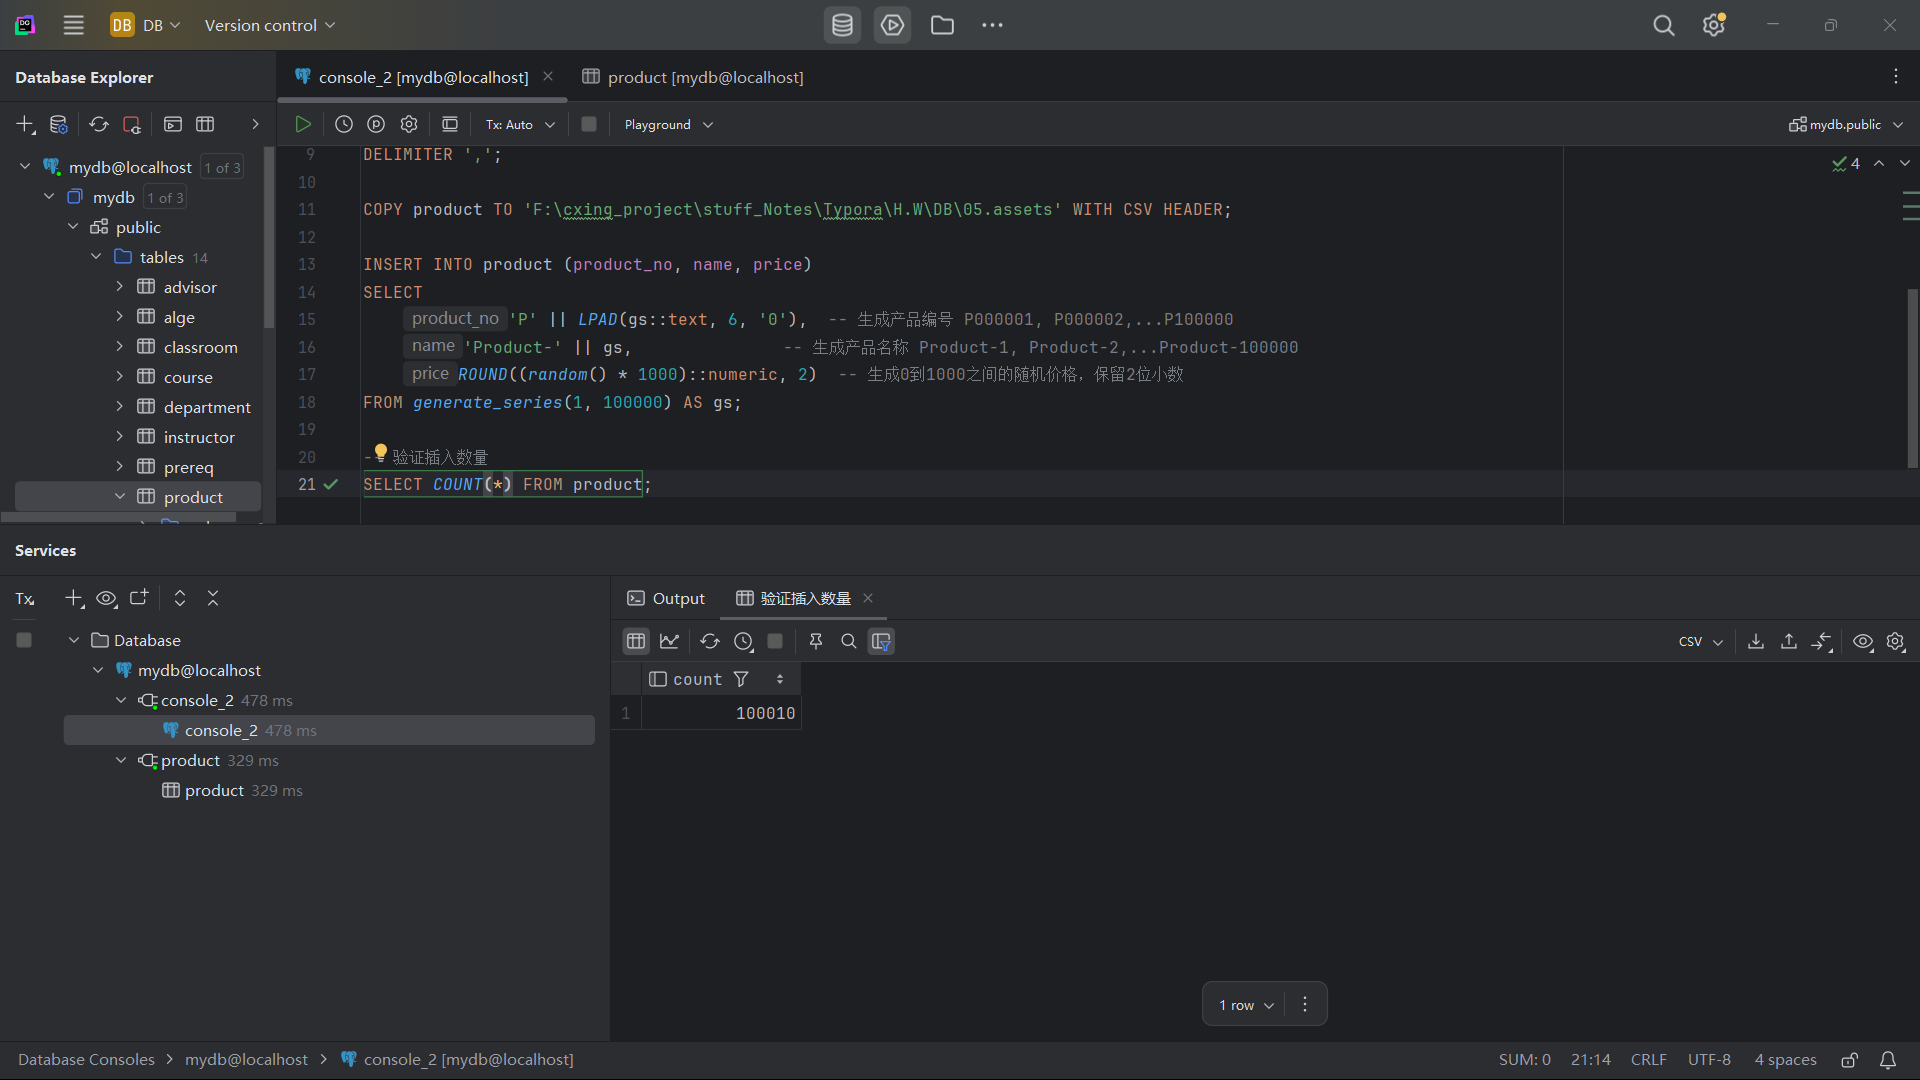 DB DB Version control
Database Explorer
console_2 [mydb@localhost]
product [mydb@localhost]
Tx: Auto
Playground
mydb.public
mydb@localhost 1 of 3
mydb 1 of 3
public
tables 14
advisor
alge
classroom
course
department
instructor
prereq
product
4
9 DELIMITER ',';
10
11 COPY product TO 'F:\cxing_project\stuff_Notes\Typora\H.W\DB\05.assets' WITH CSV HEADER;
12
13 INSERT INTO product (product_no, name, price)
14 SELECT
15 product_no 'P' || LPAD(gs::text, 6, '0'), -- 生成产品编号 P000001, P000002,...P100000
16 name 'Product-' || gs, -- 生成产品名称 Product-1, Product-2,...Product-100000
17 price ROUND((random() * 1000)::numeric, 2) -- 生成0到1000之间的随机价格，保留2位小数
18 FROM generate_series(1, 100000) AS gs;
19
20 - 验证插入数量
21 SELECT COUNT(*) FROM product;
Services
Tx
Database
mydb@localhost
console_2 478 ms
console_2 478 ms
product 329 ms
product 329 ms
Output
验证插入数量
CSV
count
1 100010
1 row
Database Consoles > mydb@localhost > console_2 [mydb@localhost]
SUM: 0 21:14 CRLF UTF-8 4 spaces